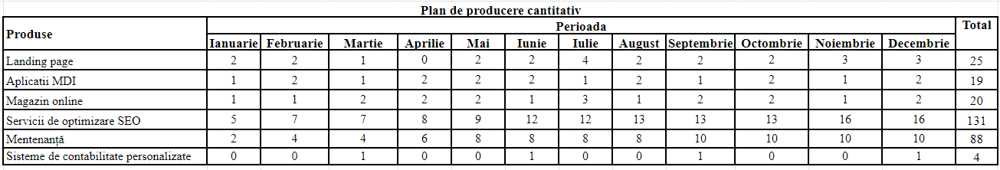 Plan de producere cantitativ
Produse Perioada Total
Ianuarie Februarie Martie Aprilie Mai Iunie Iulie August Septembrie Octombrie Noiembrie Decembrie
Landing page 2 2 1 0 2 2 4 2 2 2 3 3 25
Aplicatii MDI 1 2 1 2 2 2 1 2 1 2 1 2 19
Magazin online 1 1 2 2 2 1 3 1 2 2 1 2 20
Servicii de optimizare SEO 5 7 7 8 9 12 12 13 13 13 16 16 131
Mentenanță 2 4 4 6 8 8 8 8 10 10 10 10 88
Sisteme de contabilitate personalizate 0 0 1 0 0 1 0 0 1 0 0 1 4